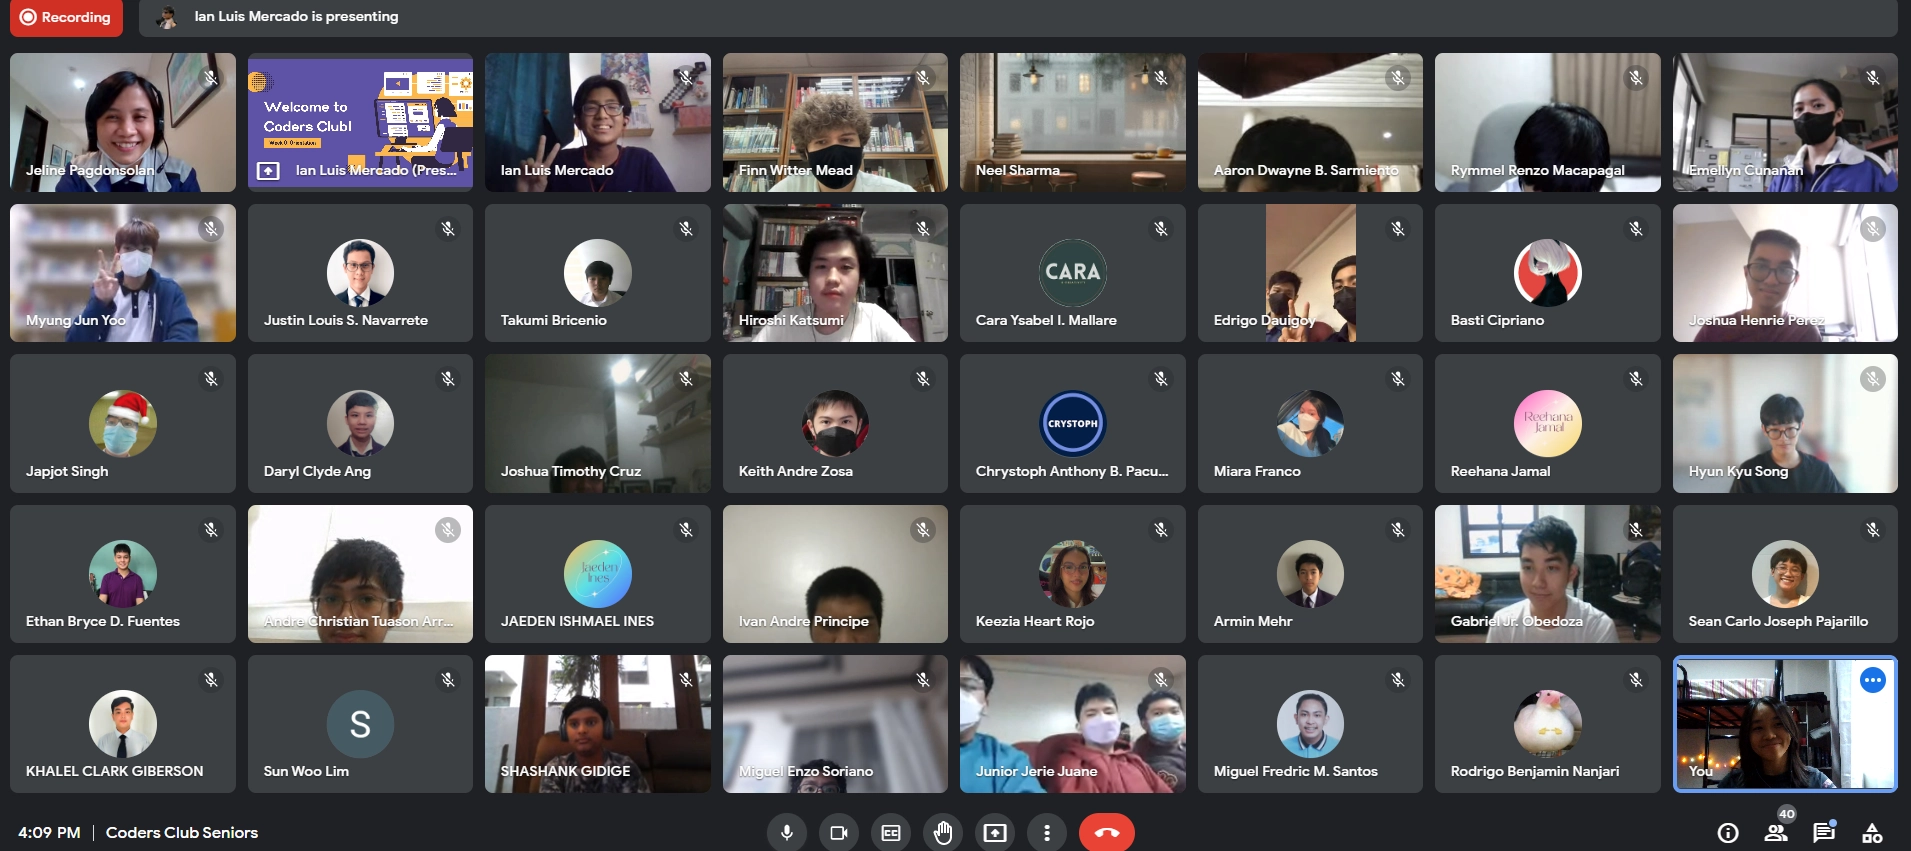 Recording
Ian Luis Mercado is presenting
Jeline Pagdonsolan
Welcome to
Coders Club!
Week 0: Orientation
Ian Luis Mercado (Pres...
Ian Luis Mercado
Finn Witter Mead
Neel Sharma
Aaron Dwayne B. Sarmiento
Rymmel Renzo Macapagal
Emellyn Cunanan
Myung Jun Yoo
Justin Louis S. Navarrete
Takumi Bricenio
Hiroshi Katsumi
CARA
Cara Ysabel I. Mallare
Edrigo Dauigoy
Basti Cipriano
Joshua Henrie Perez
Japjot Singh
Daryl Clyde Ang
Joshua Timothy Cruz
Keith Andre Zosa
CRYSTOPH
Chrystoph Anthony B. Pacu...
Miara Franco
Reehana
Jamal
Reehana Jamal
Hyun Kyu Song
Ethan Bryce D. Fuentes
Andre Christian Tuason Arr...
Jaeden
Ines
JAEDEN ISHMAEL INES
Ivan Andre Principe
Keezia Heart Rojo
Armin Mehr
Gabriel Jr. Obedoza
Sean Carlo Joseph Pajarillo
KHALEL CLARK GIBERSON
S
Sun Woo Lim
SHASHANK GIDIGE
Miguel Enzo Soriano
Junior Jerie Juane
Miguel Fredric M. Santos
Rodrigo Benjamin Nanjari
You
4:09 PM | Coders Club Seniors
CC
40